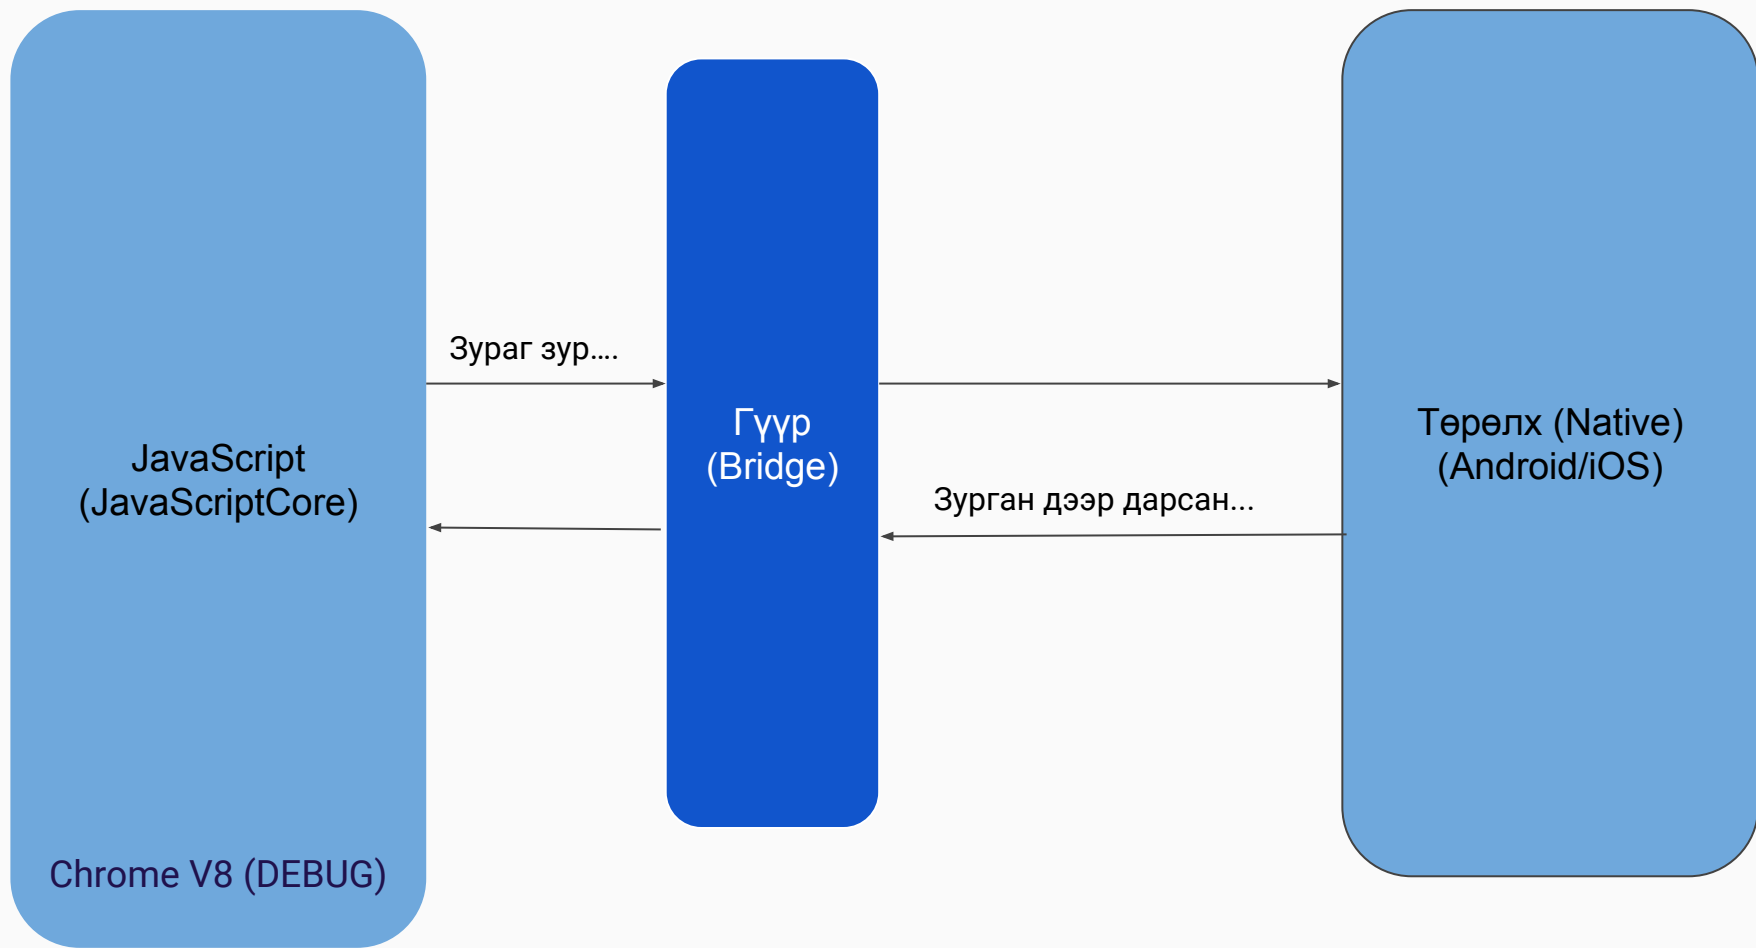 JavaScript
(JavaScriptCore)
Chrome V8 (DEBUG)
Зураг зур....
Гүүр
(Bridge)
Зурган дээр дарсан...
Төрөлх (Native)
(Android/iOS)